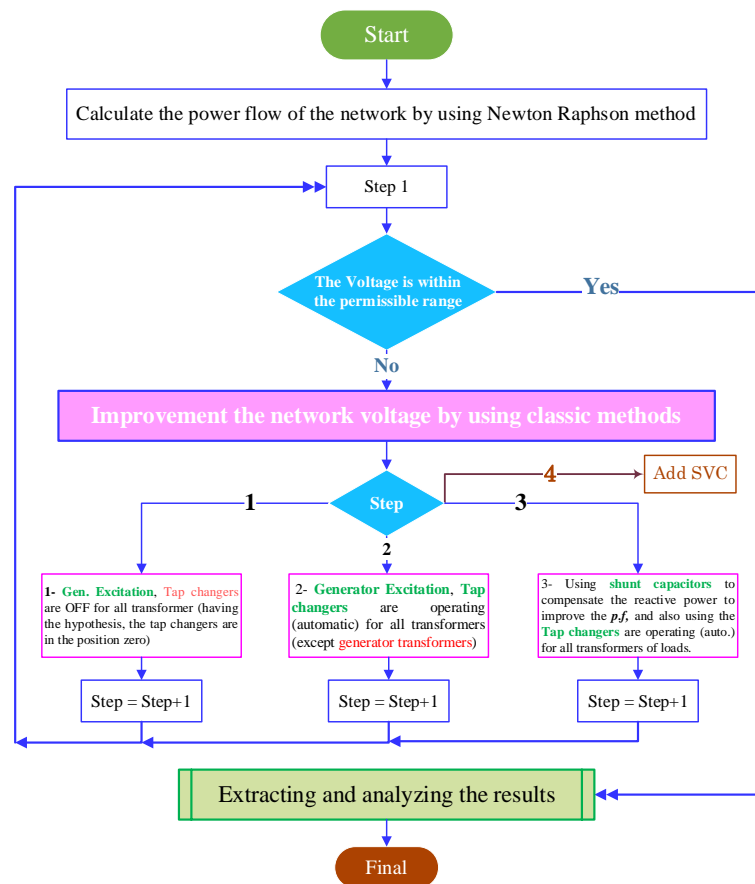 Start
Calculate the power flow of the network by using Newton Raphson method
Step 1
The Voltage is within
the permissible range
Yes
No
Improvement the network voltage by using classic methods
Step
4
Add SVC
1
3
2
1- Gen. Excitation, Tap changers
are OFF for all transformer (having
the hypothesis, the tap changers are
in the position zero)
2- Generator Excitation, Tap
changers are operating
(automatic) for all transformers
(except generator transformers)
3- Using shunt capacitors to
compensate the reactive power to
improve the p,f, and also using the
Tap changers are operating (auto.)
for all transformers of loads.
Step = Step+1
Step = Step+1
Step = Step+1
Extracting and analyzing the results
Final